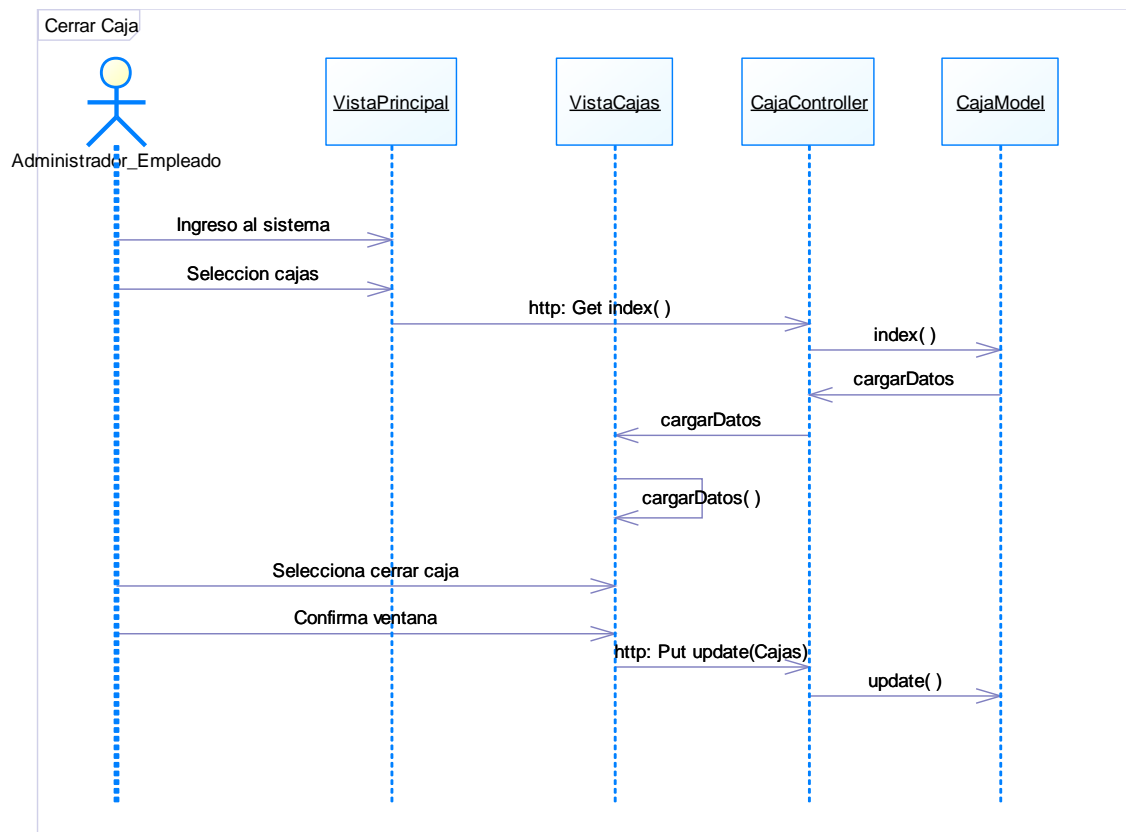 Cerrar Caja
VistaPrincipal
VistaCajas
CajaController
CajaModel
Administrador_Empleado
Ingreso al sistema
Seleccion cajas
http: Get index( )
index( )
cargarDatos
cargarDatos
cargarDatos( )
Selecciona cerrar caja
Confirma ventana
http: Put update(Cajas)
update( )